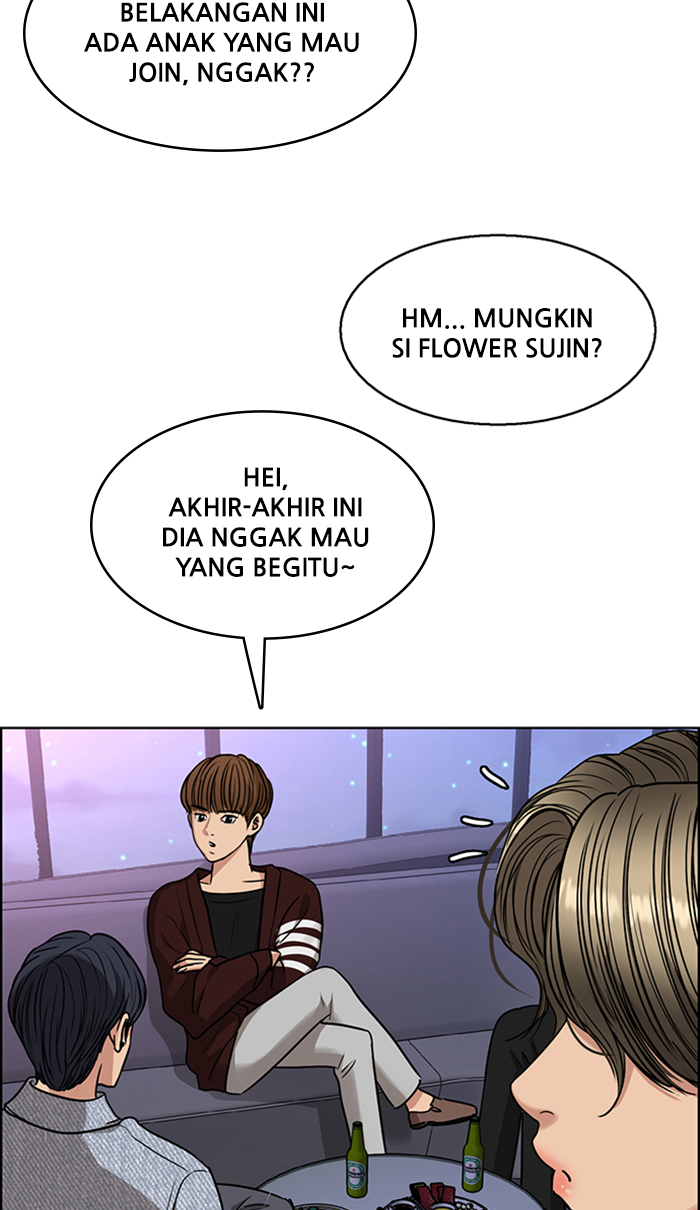 BELAKANGAN INI
ADA ANAK YANG MAU
JOIN, NGGAK??
HM... MUNGKIN
SI FLOWER SUJIN?
HEI,
AKHIR-AKHIR INI
DIA NGGAK MAU
YANG BEGITU~